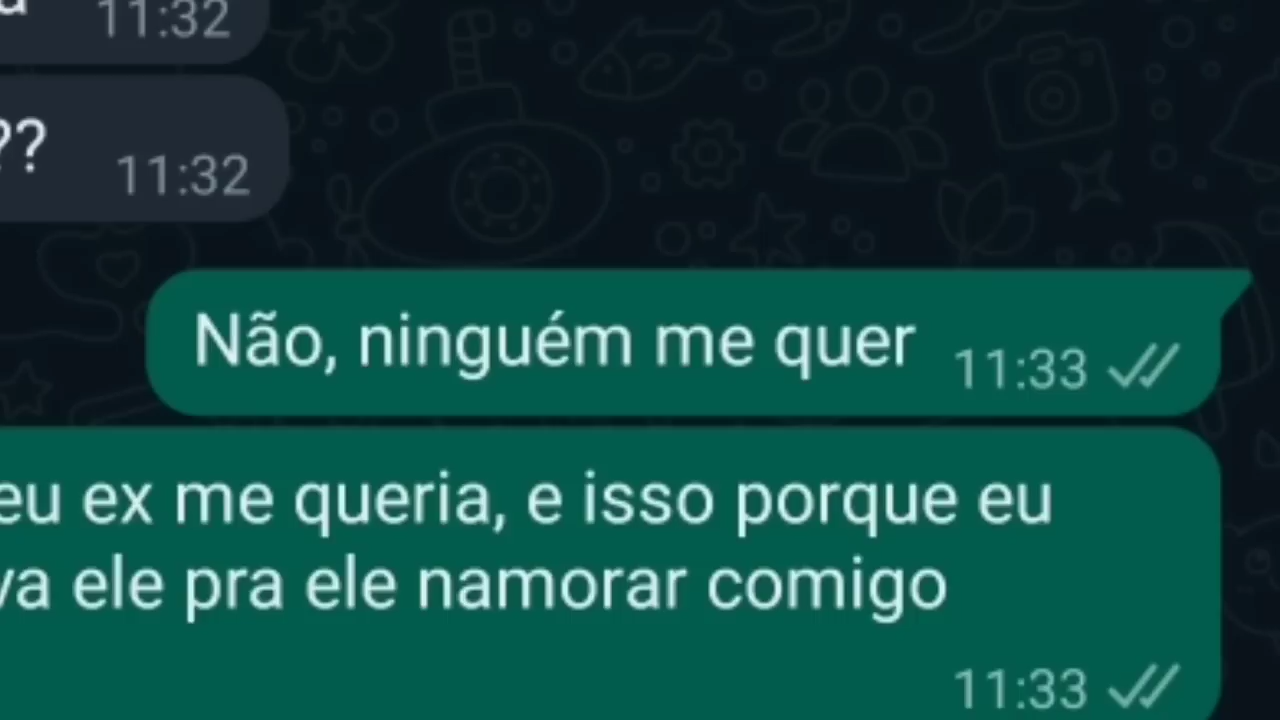 11:32
??
11:32
Não, ninguém me quer
11:33
eu ex me queria, e isso porque eu
va ele pra ele namorar comigo
11:33